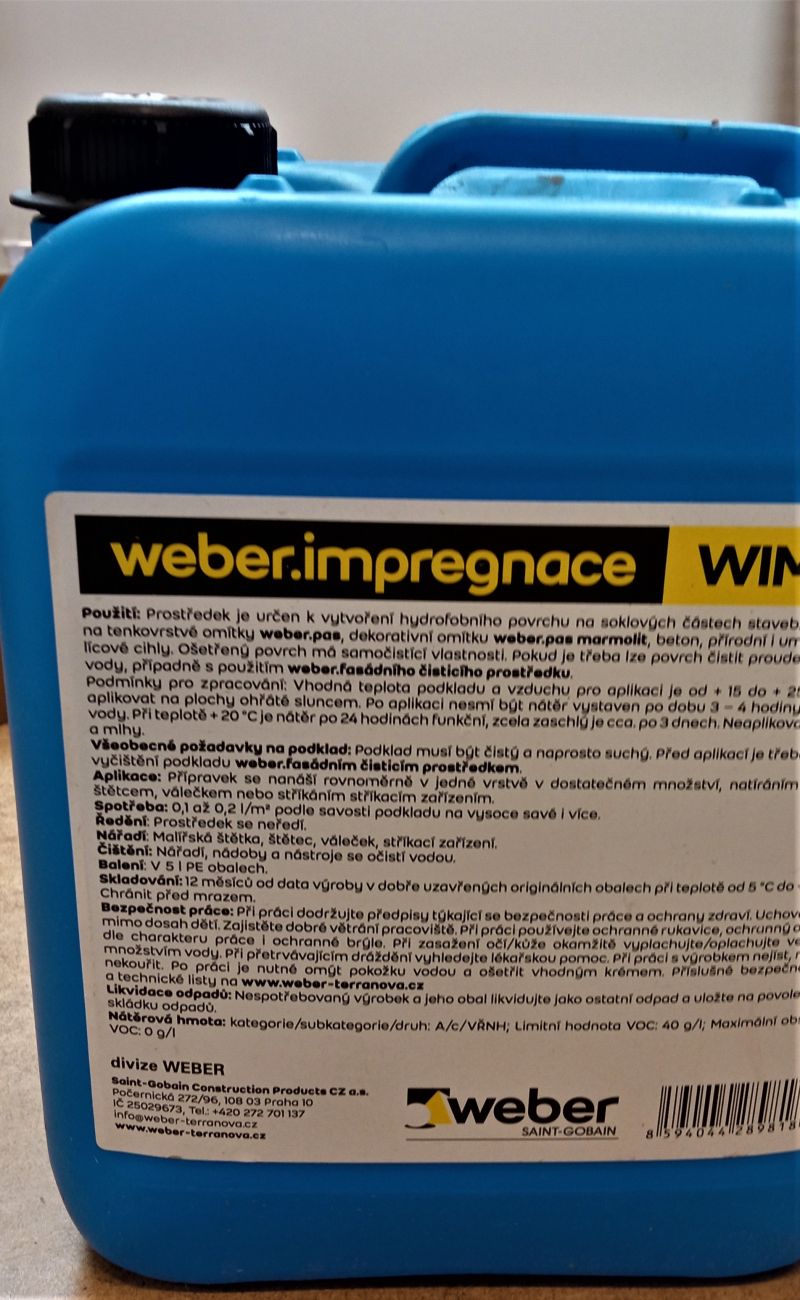 weber.impregnace WIM
Použití: Prostředek je určen k vytvoření hydrofobního povrchu na soklových částech staveb,
na tenkovrstvé omítky weber.pas, dekorativní omítku weber.pas marmolit, beton, přírodní i um
lícové cihly. Ošetřený povrch má samočistící vlastnosti. Pokud je třeba lze povrch čistit proude
vody, případně s použitím weber.fasádního čisticího prostředku.
Podmínky pro zpracování: Vhodná teplota podkladu a vzduchu pro aplikaci je od + 15 do + 25
aplikovat na plochy ohřáté sluncem. Po aplikaci nesmí být nátěr vystaven po dobu 3 – 4 hodiny
vody. Při teplotě + 20 °C je nátěr po 24 hodinách funkční, zcela zaschlý je cca. po 3 dnech. Neaplikova
a mlhy.
Všeobecné požadavky na podklad: Podklad musí být čistý a naprosto suchý. Před aplikací je třeb
vyčištění podkladu weber.fasádním čisticím prostředkem.
Aplikace: Přípravek se nanáší rovnoměrně v jedné vrstvě v dostatečném množství, natíráním
štětcem, válečkem nebo stříkáním stříkacím zařízením.
Spotřeba: 0,1 až 0,2 l/m² podle savosti podkladu na vysoce savé i více.
Ředění: Prostředek se neředí.
Nářadí: Malířská štětka, štětec, váleček, stříkací zařízení.
Čištění: Nářadí, nádoby a nástroje se očistí vodou.
Balení: V 5 l PE obalech.
Skladování: 12 měsíců od data výroby v dobře uzavřených originálních obalech při teplotě od 5 °C do
Chránit před mrazem.
Bezpečnost práce: Při práci dodržujte předpisy týkající se bezpečnosti práce a ochrany zdraví. Uchov
mimo dosah dětí. Zajistěte dobré větrání pracoviště. Při práci používejte ochranné rukavice, ochranný o
dle charakteru práce i ochranné brýle. Při zasažení očí/kůže okamžitě vyplachujte/oplachujte ve
množstvím vody. Při přetrvávajícím dráždění vyhledejte lékařskou pomoc. Při práci s výrobkem nejíst,
nekouřit. Po práci je nutné omýt pokožku vodou a ošetřit vhodným krémem. Příslušné bezpečn
a technické listy na www.weber-terranova.cz
Likvidace odpadů: Nespotřebovaný výrobek a jeho obal likvidujte jako ostatní odpad a uložte na povole
skládku odpadů.
Nátěrová hmota: kategorie/subkategorie/druh: A/c/VŘNH; Limitní hodnota VOC: 40 g/l; Maximální obs
VOC: 0 g/l
divize WEBER
Saint-Gobain Construction Products CZ a.s.
Počernická 272/96, 108 03 Praha 10
IČ 25029673, Tel.: +420 272 701 137
info@weber-terranova.cz
www.weber-terranova.cz
weber
SAINT-GOBAIN
8 594044 289818